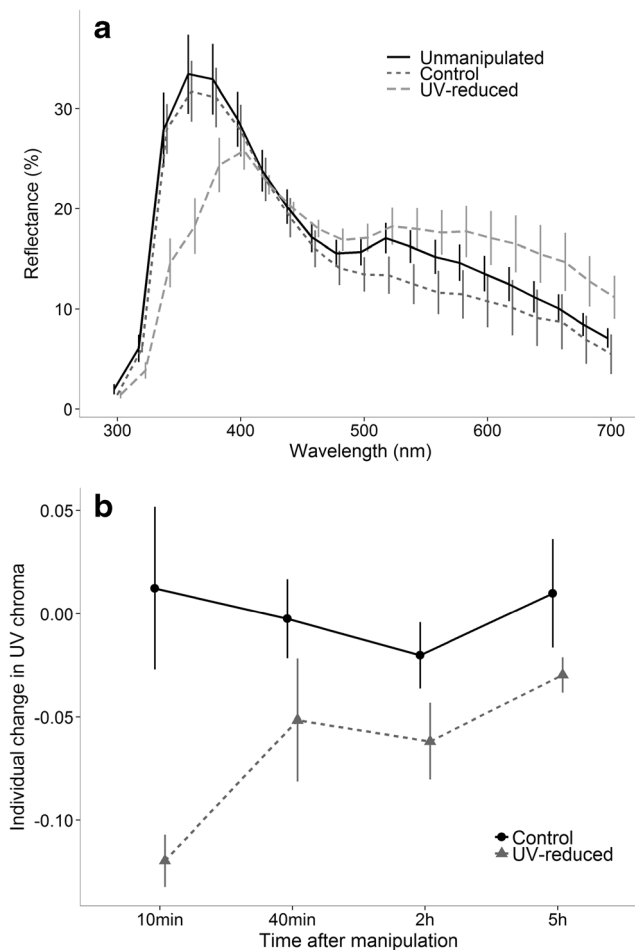 a
Unmanipulated
Control
UV-reduced
30
20
10
0
Reflectance (%)
300 400 500 600 700
Wavelength (nm)
b
0.05
0.00
-0.05
-0.10
Individual change in UV chroma
Control
UV-reduced
10min 40min 2h 5h
Time after manipulation